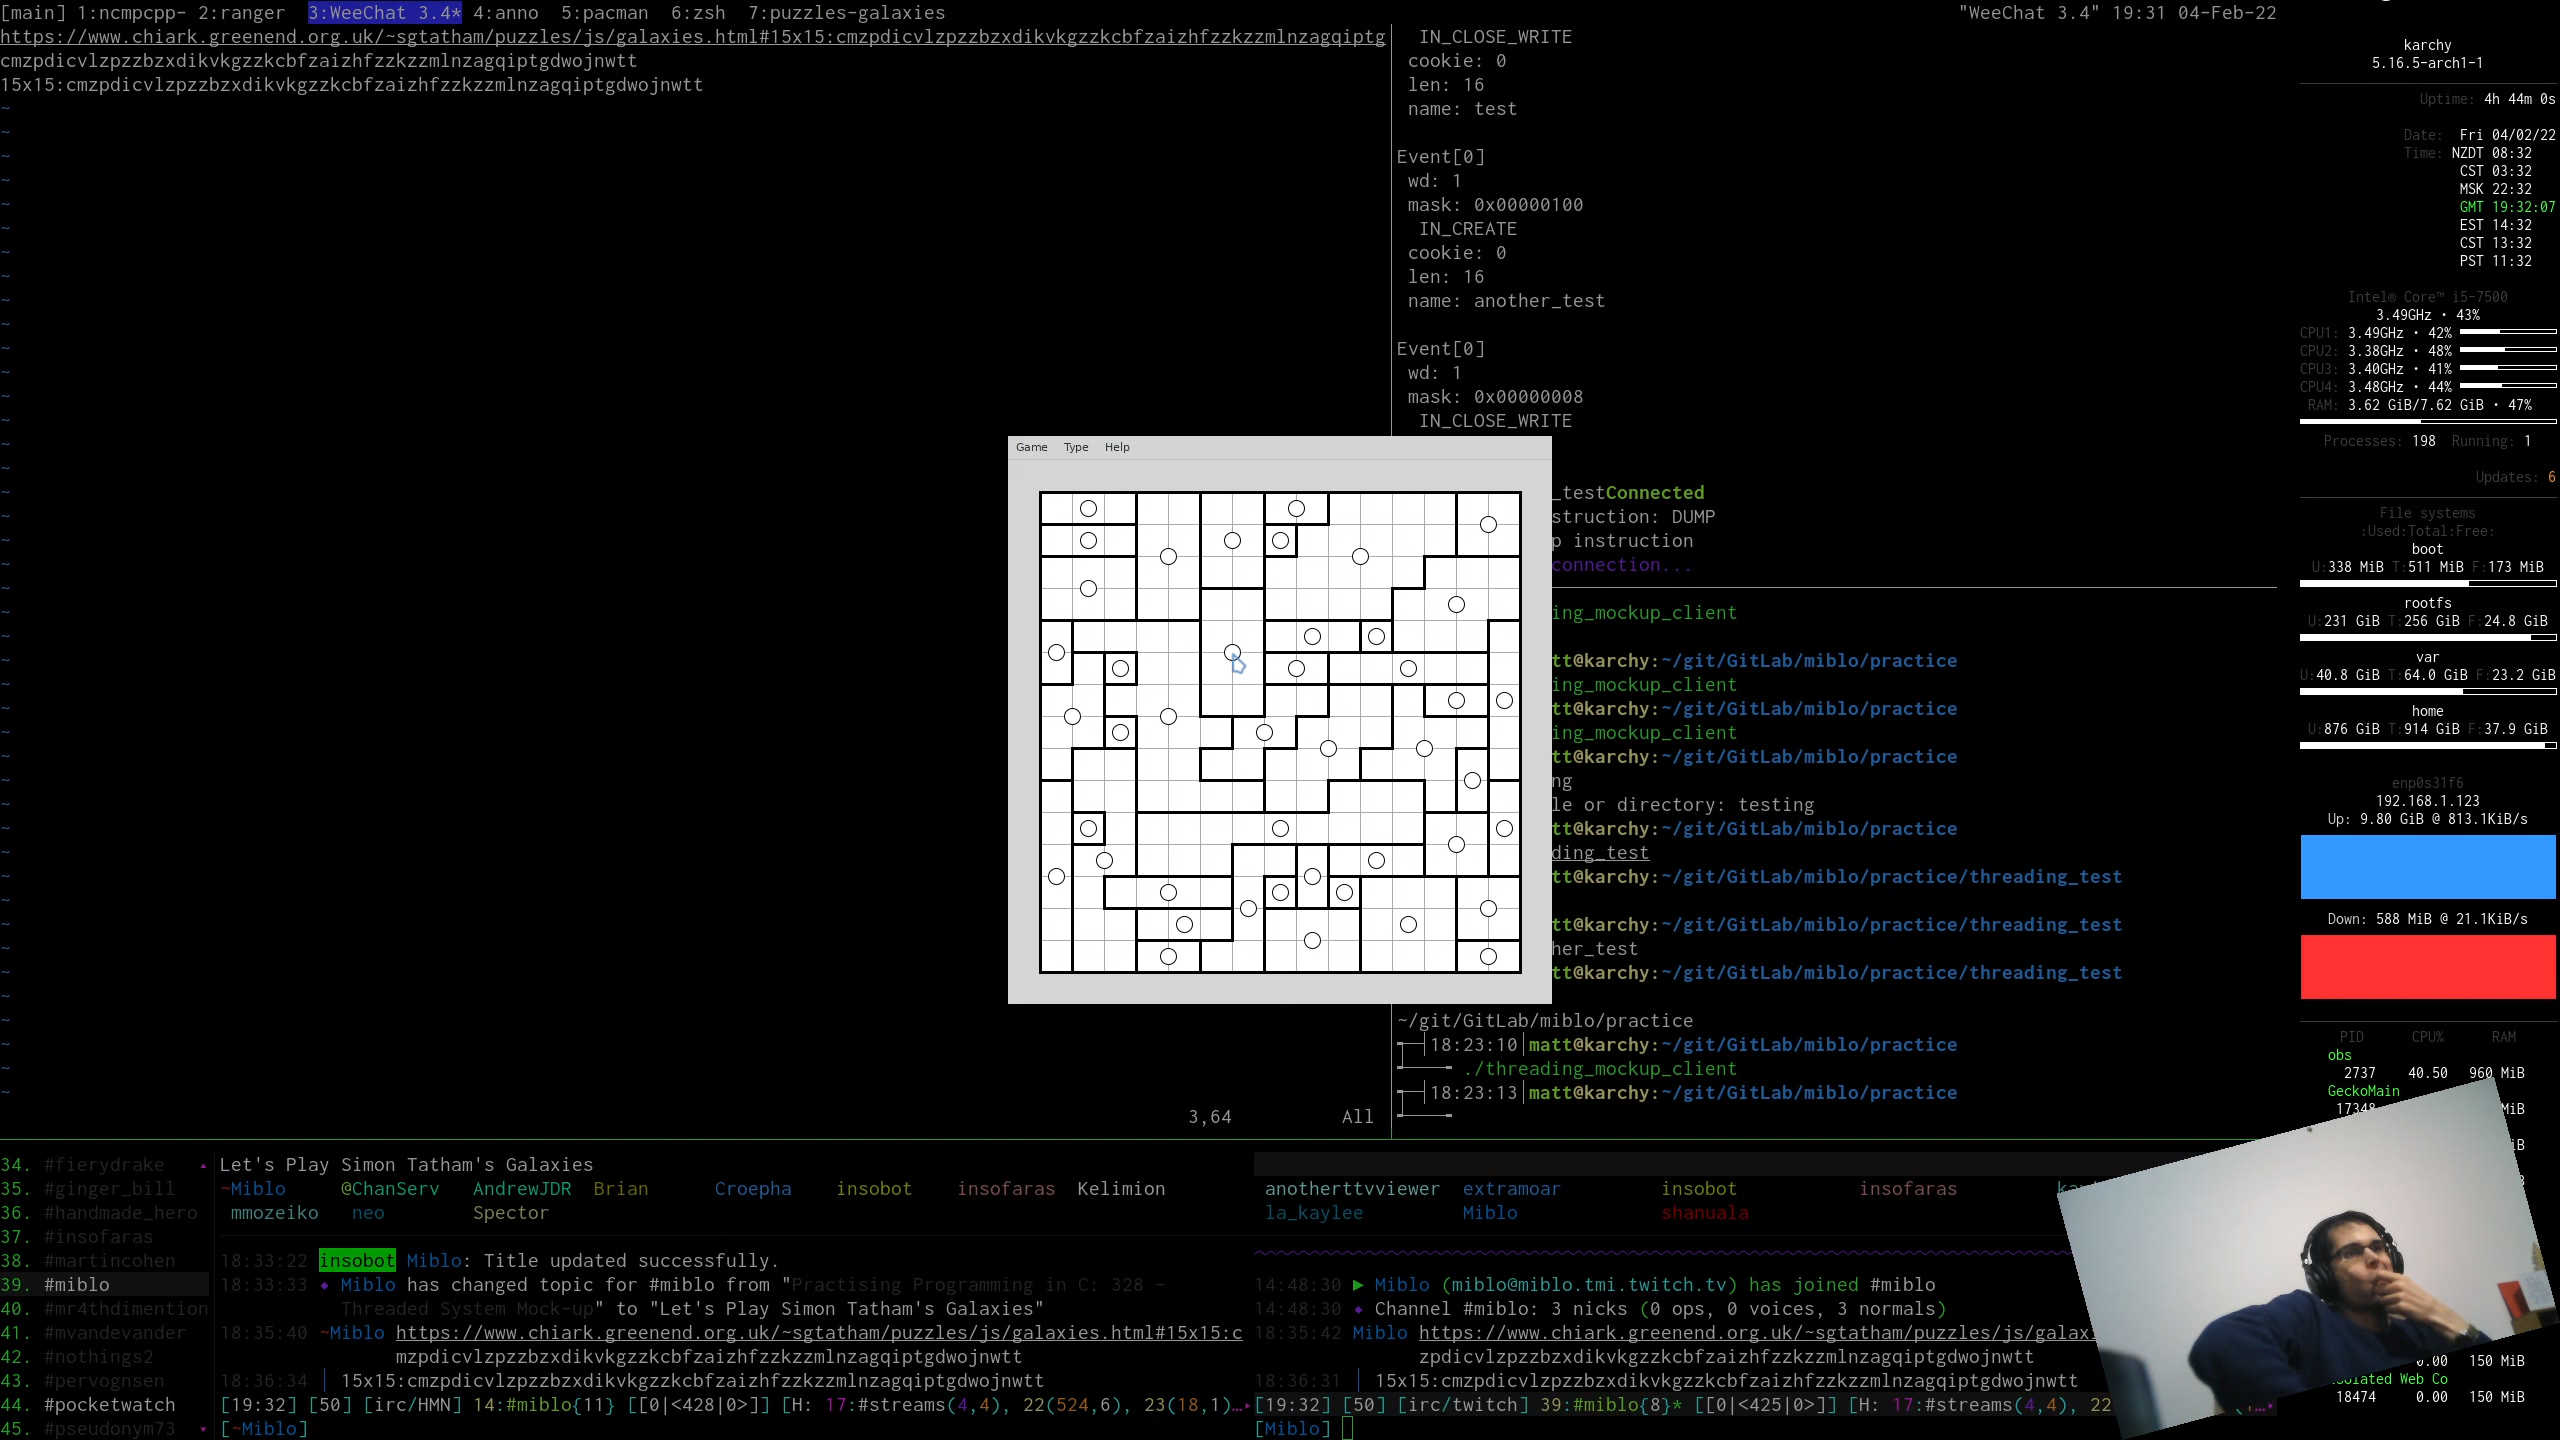 [main] 1:ncmpcpp- 2:ranger  3:WeeChat 3.4* 4:anno  5:pacman  6:zsh  7:puzzles-galaxies
"WeeChat 3.4" 19:31 04-Feb-22
https://www.chiark.greenend.org.uk/~sgtatham/puzzles/js/galaxies.html#15x15:cmzpdicvlzpzzbzxdikvkgzzkcbfzaizhfzzkzzmlnzagqiptg
cmzpdicvlzpzzbzxdikvkgzzkcbfzaizhfzzkzzmlnzagqiptgdwojnwtt
15x15:cmzpdicvlzpzzbzxdikvkgzzkcbfzaizhfzzkzzmlnzagqiptgdwojnwtt
3,64 All
IN_CLOSE_WRITE
cookie: 0
len: 16
name: test
Event[0]
wd: 1
mask: 0x00000100
IN_CREATE
cookie: 0
len: 16
name: another_test
Event[0]
wd: 1
mask: 0x00000008
IN_CLOSE_WRITE
Game Type Help
_testConnected
struction: DUMP
p instruction
connection...
ing_mockup_client
tt@karchy:~/git/GitLab/miblo/practice
ing_mockup_client
tt@karchy:~/git/GitLab/miblo/practice
ing_mockup_client
tt@karchy:~/git/GitLab/miblo/practice
ng
le or directory: testing
tt@karchy:~/git/GitLab/miblo/practice
ding_test
tt@karchy:~/git/GitLab/miblo/practice/threading_test
tt@karchy:~/git/GitLab/miblo/practice/threading_test
her_test
tt@karchy:~/git/GitLab/miblo/practice/threading_test
~/git/GitLab/miblo/practice
18:23:10 matt@karchy:~/git/GitLab/miblo/practice
./threading_mockup_client
18:23:13 matt@karchy:~/git/GitLab/miblo/practice
karchy
5.16.5-arch1-1
Uptime: 4h 44m 0s
Date: Fri 04/02/22
Time: NZDT 08:32
CST 03:32
MSK 22:32
GMT 19:32:07
EST 14:32
CST 13:32
PST 11:32
Intel® Core™ i5-7500
3.49GHz • 43%
CPU1: 3.49GHz • 42%
CPU2: 3.38GHz • 48%
CPU3: 3.40GHz • 41%
CPU4: 3.48GHz • 44%
RAM: 3.62 GiB/7.62 GiB • 47%
Processes: 198 Running: 1
Updates: 6
File systems
:Used:Total:Free:
boot
U:338 MiB T:511 MiB F:173 MiB
rootfs
U:231 GiB T:256 GiB F:24.8 GiB
var
U:40.8 GiB T:64.0 GiB F:23.2 GiB
home
U:876 GiB T:914 GiB F:37.9 GiB
enp0s31f6
192.168.1.123
Up: 9.80 GiB @ 813.1KiB/s
Down: 588 MiB @ 21.1KiB/s
PID CPU% RAM
obs
2737 40.50 960 MiB
GeckoMain
17348 MiB
0.00 150 MiB
solated Web Co
18474 0.00 150 MiB
34. #fierydrake
35. #ginger_bill
36. #handmade_hero
37. #insofaras
38. #martincohen
39. #miblo
40. #mr4thdimention
41. #mvandevander
42. #nothings2
43. #pervognsen
44. #pocketwatch
45. #pseudonym73
Let's Play Simon Tatham's Galaxies
~Miblo @ChanServ AndrewJDR Brian Croepha insobot insofaras Kelimion
mmozeiko neo Spector
18:33:22 insobot Miblo: Title updated successfully.
18:33:33 Miblo has changed topic for #miblo from "Practising Programming in C: 328 –
Threaded System Mock-up" to "Let's Play Simon Tatham's Galaxies"
18:35:40 ~Miblo https://www.chiark.greenend.org.uk/~sgtatham/puzzles/js/galaxies.html#15x15:c
mzpdicvlzpzzbzxdikvkgzzkcbfzaizhfzzkzzmlnzagqiptgdwojnwtt
18:36:34 15x15:cmzpdicvlzpzzbzxdikvkgzzkcbfzaizhfzzkzzmlnzagqiptgdwojnwtt
[19:32] [50] [irc/HMN] 14:#miblo{11} [[0|<428|0>]] [H: 17:#streams(4,4), 22(524,6), 23(18,1)…
[~Miblo]
anotherttvviewer extramoar insobot insofaras
la_kaylee Miblo shanuala
14:48:30 Miblo (miblo@miblo.tmi.twitch.tv) has joined #miblo
14:48:30 Channel #miblo: 3 nicks (0 ops, 0 voices, 3 normals)
18:35:42 Miblo https://www.chiark.greenend.org.uk/~sgtatham/puzzles/js/galax
zpdicvlzpzzbzxdikvkgzzkcbfzaizhfzzkzzmlnzagqiptgdwojnwtt
18:36:31 15x15:cmzpdicvlzpzzbzxdikvkgzzkcbfzaizhfzzkzzmlnzagqiptgdwojnwtt
[19:32] [50] [irc/twitch] 39:#miblo{8}* [[0|<425|0>]] [H: 17:#streams(4,4), 22
[Miblo]